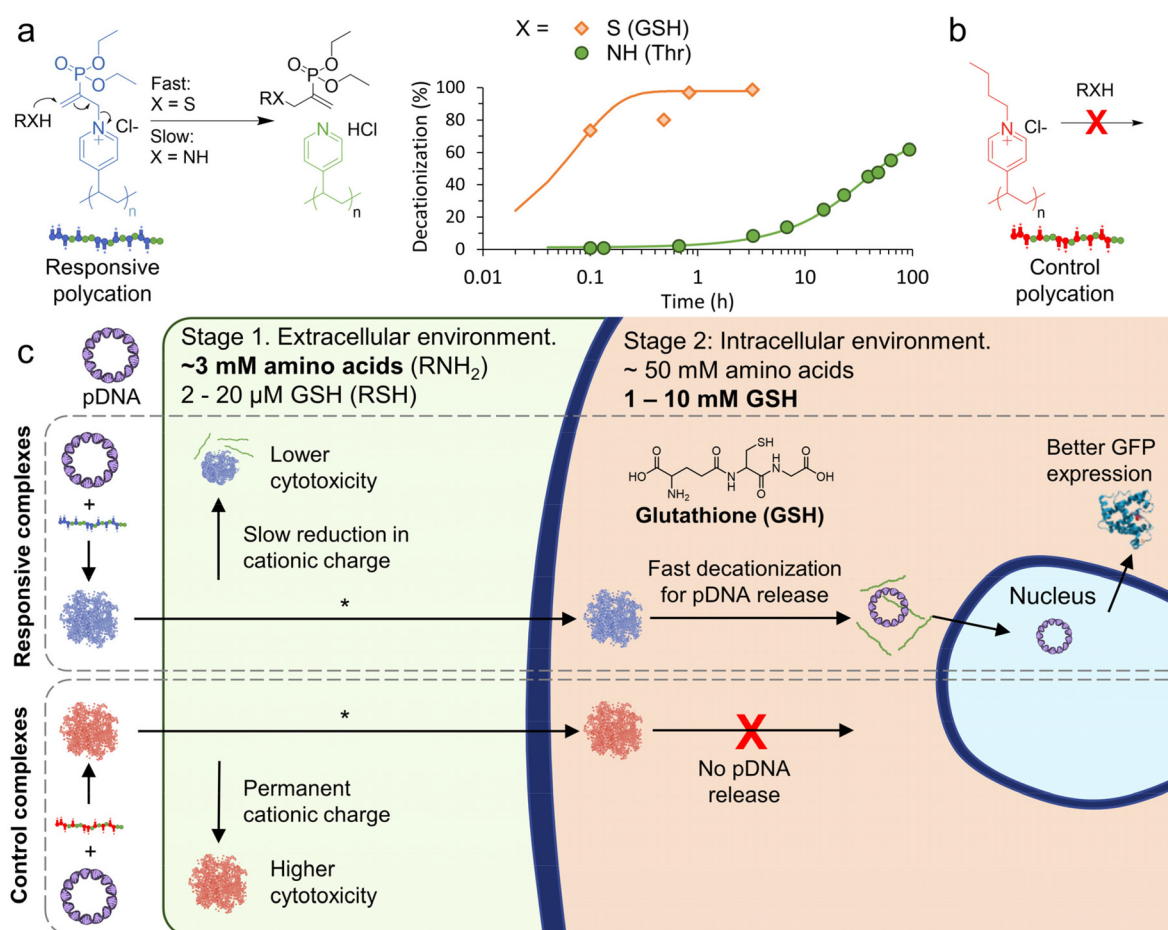 a
O
P
O
O
RXH
N
+
Cl-
n
Responsive
polycation
Fast:
X = S
Slow:
X = NH
O
P
O
O
RX
N
HCl
n
X =
S (GSH)
NH (Thr)
Decationization (%)
100
80
60
40
20
0
0.01
0.1
1
10
100
Time (h)
b
N
+
Cl-
n
RXH
X
Control
polycation
c
pDNA
Stage 1. Extracellular environment.
~3 mM amino acids (RNH₂)
2 - 20 µM GSH (RSH)
Stage 2: Intracellular environment.
~ 50 mM amino acids
1 – 10 mM GSH
Responsive complexes
+
Lower
cytotoxicity
Slow reduction in
cationic charge
*
HO
O
NH₂
O
N
H
SH
H
N
O
O
OH
Glutathione (GSH)
Fast decationization
for pDNA release
Better GFP
expression
Nucleus
Control complexes
+
*
Permanent
cationic charge
Higher
cytotoxicity
X
No pDNA
release